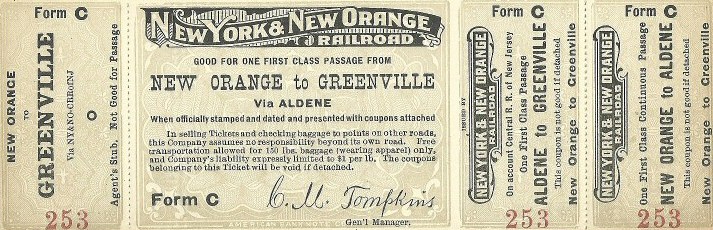 Form C
NEW ORANGE
TO
GREENVILLE
Via NY&NO-CRRofNJ
C
Agent's Stub, Not Good for Passage
253
NEW YORK & NEW ORANGE
RAILROAD
GOOD FOR ONE FIRST CLASS PASSAGE FROM
NEW ORANGE to GREENVILLE
Via ALDENE
When officially stamped and dated and presented with coupons attached
In selling Tickets and checking baggage to points on other roads,
this Company assumes no responsibility beyond its own road. Free
transportation allowed for 150 lbs. baggage (wearing apparel) only,
and Company's liability expressly limited to $1 per lb. The coupons
belonging to this Ticket will be void if detached.
Form C
C. M. Tompkins
Gen'l Manager.
AMERICAN BANK NOTE
Form C
ISSUED BY
NEW YORK & NEW ORANGE
RAILROAD
On account Central R. R. of New Jersey
One First Class Passage
ALDENE to GREENVILLE
This coupon is not good if detached
New Orange to Greenville
253
Form C
NEW YORK & NEW ORANGE
RAILROAD
One First Class Continuous Passage
NEW ORANGE to ALDENE
This coupon is not good if detached
New Orange to Greenville
253